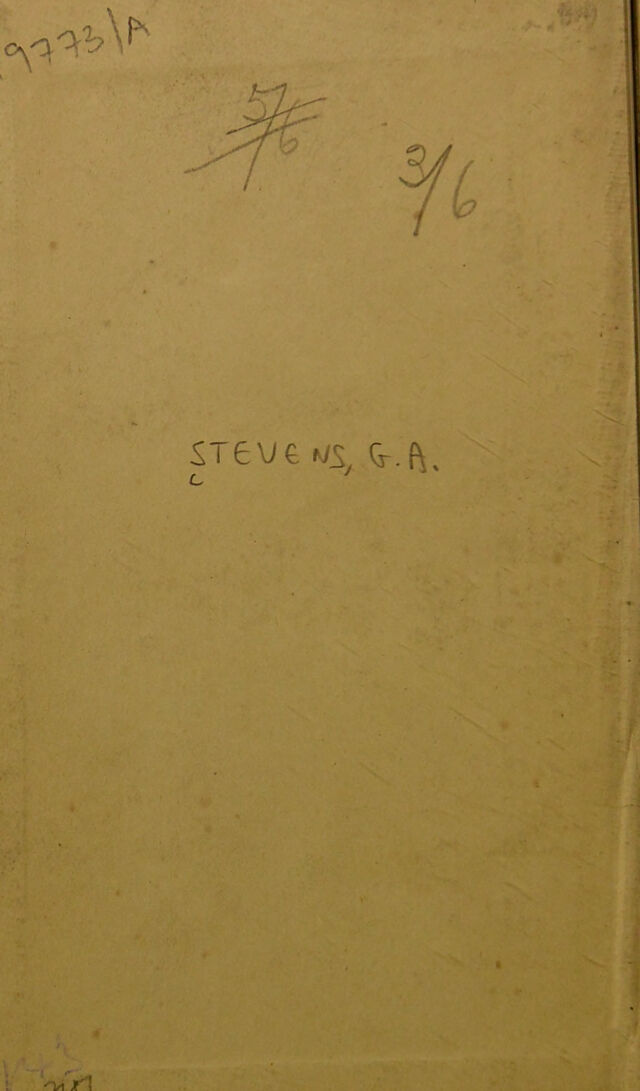 9773/A
5/6
3/6
STEVENS, G.A.
C